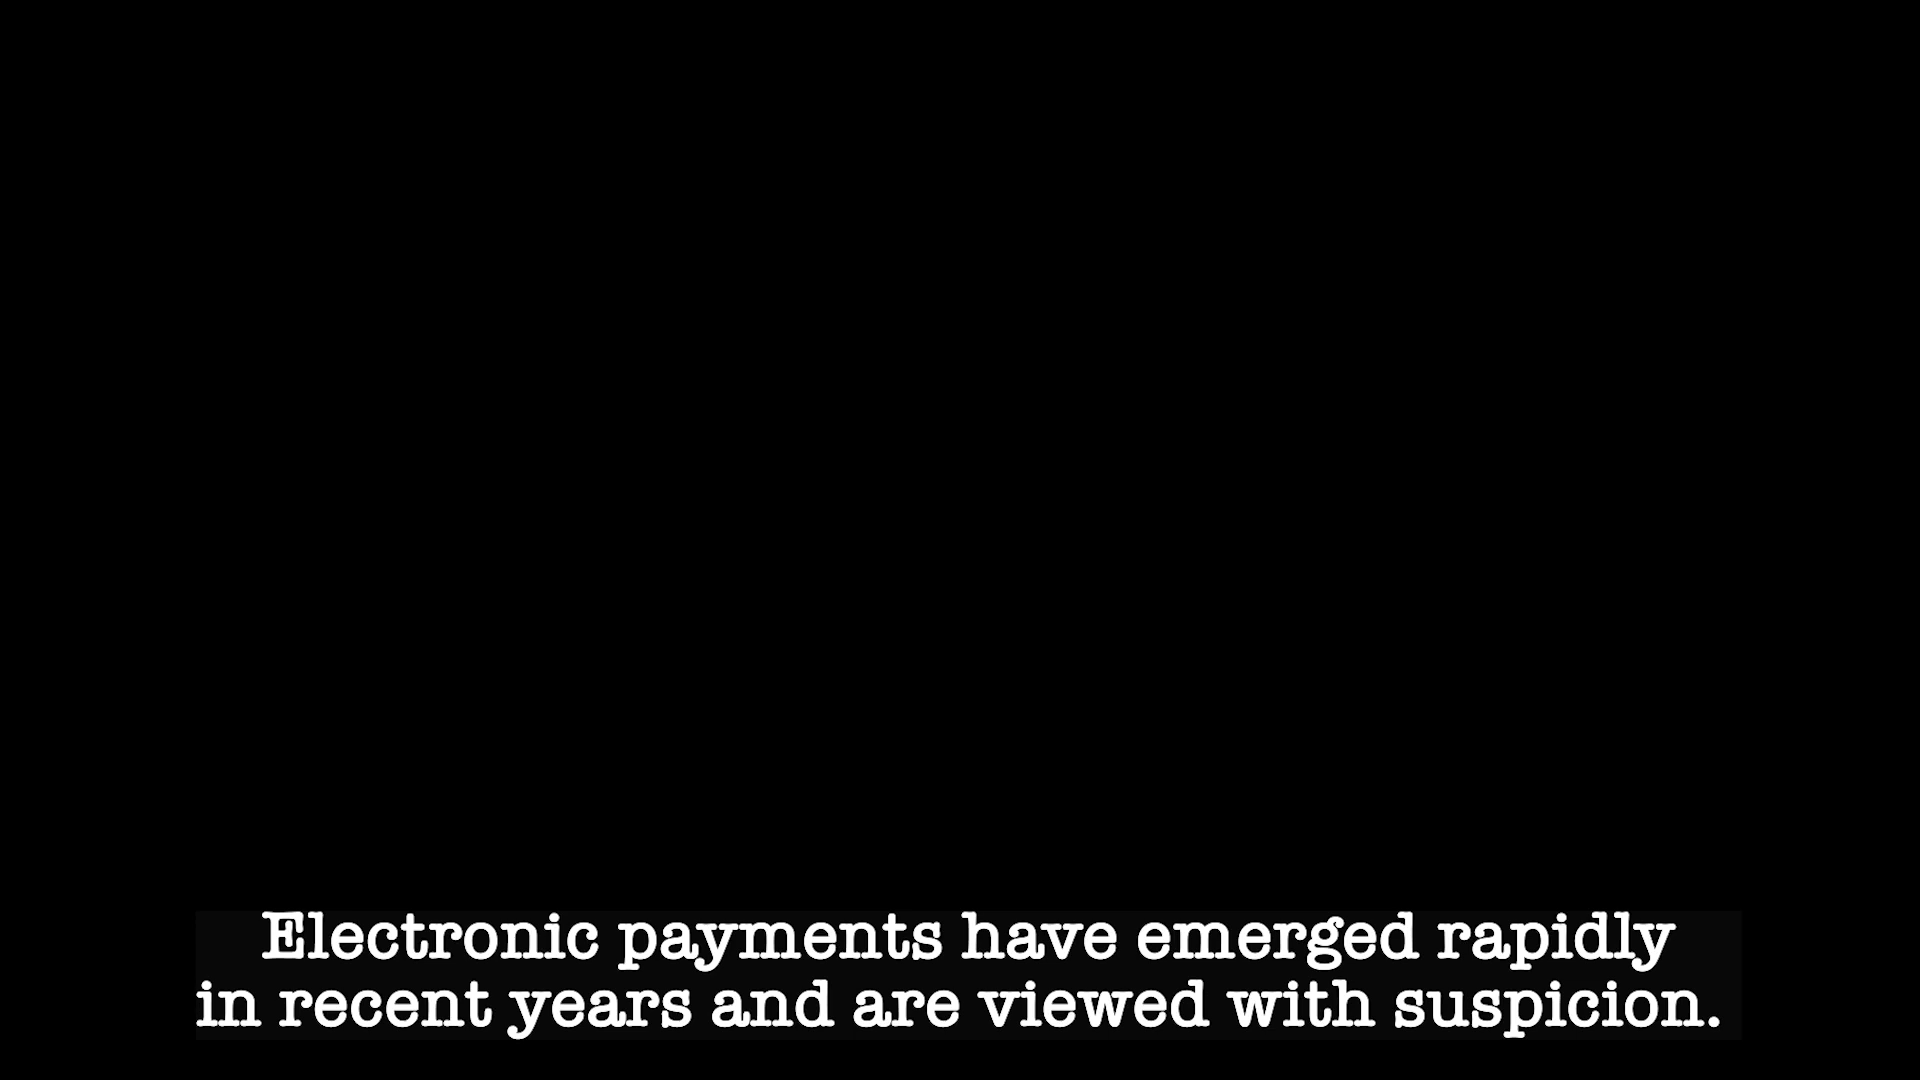 Electronic payments have emerged rapidly
in recent years and are viewed with suspicion.